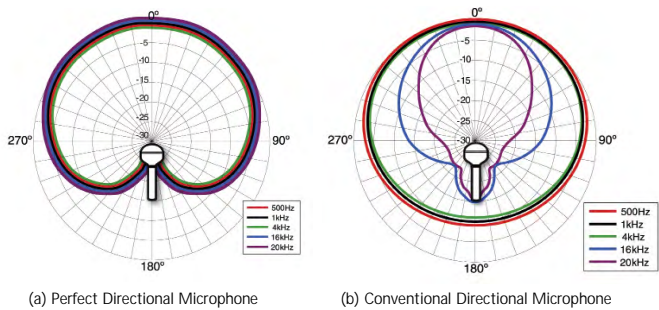 0º
-5
-10
-15
-20
-25
-30
270º
90º
180º
500Hz
1kHz
4kHz
16kHz
20kHz
(a) Perfect Directional Microphone
0º
-5
-10
-15
-20
-25
-30
270º
90º
180º
500Hz
1kHz
4kHz
16kHz
20kHz
(b) Conventional Directional Microphone